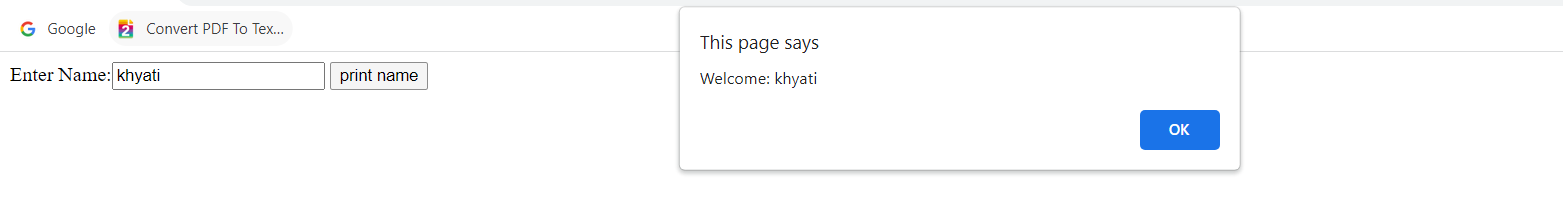 Google Convert PDF To Tex...
Enter Name: khyati print name
This page says
Welcome: khyati
OK